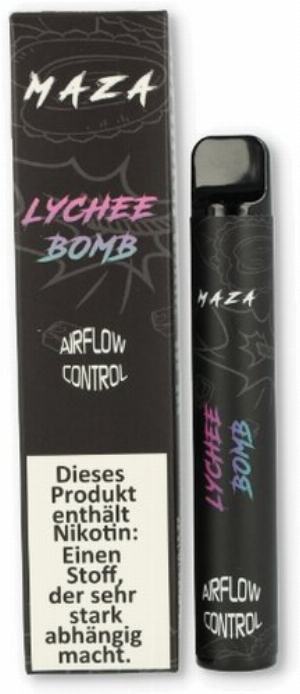 MAZA
LYCHEE
BOMB
AIRFLOW
CONTROL
Dieses
Produkt
enthält
Nikotin:
Einen
Stoff,
der sehr
stark
abhängig
macht.
MAZA
LYCHEE
BOMB
AIRFLOW
CONTROL